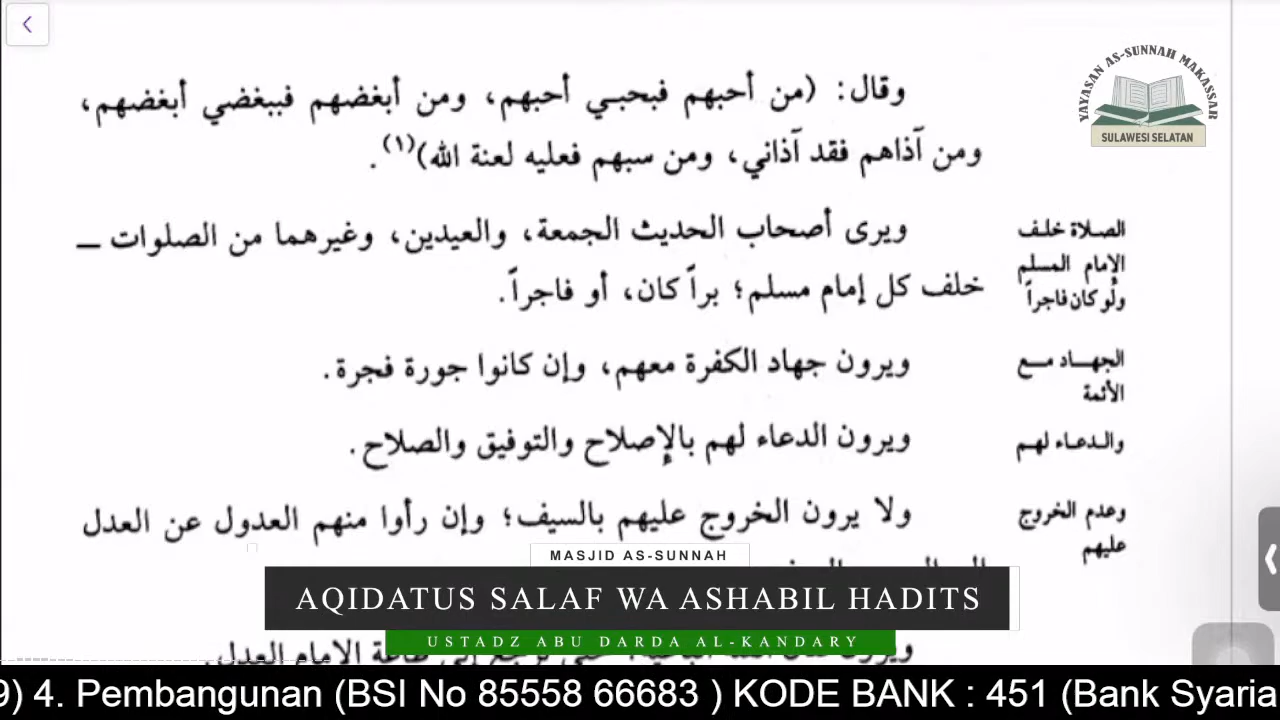 وقال: (من أحبهم فبحبـي أحبهم، ومن أبغضهم فببغضي أبغضهم،
ومن آذاهم فقد آذاني، ومن سبهم فعليه لعنة الله)(١).
ويرى أصحاب الحديث الجمعة، والعيدين، وغيرهما من الصلوات ــ
خلف كل إمام مسلم؛ براً كان، أو فاجراً.
ويرون جهاد الكفرة معهم، وإن كانوا جورة فجرة.
ويرون الدعاء لهم بالإصلاح والتوفيق والصلاح.
ولا يرون الخروج عليهم بالسيف؛ وإن رأوا منهم العدول عن العدل
الإمام العدل.
الصلاة خلف
الإمام المسلم
ولو كان فاجراً
الجهاد مع
الأئمة
والدعاء لهم
وعدم الخروج
عليهم
YAYASAN AS-SUNNAH MAKASSAR
SULAWESI SELATAN
MASJID AS-SUNNAH
AQIDATUS SALAF WA ASHABIL HADITS
USTADZ ABU DARDA AL-KANDARY
9) 4. Pembangunan (BSI No 85558 66683 ) KODE BANK : 451 (Bank Syaria